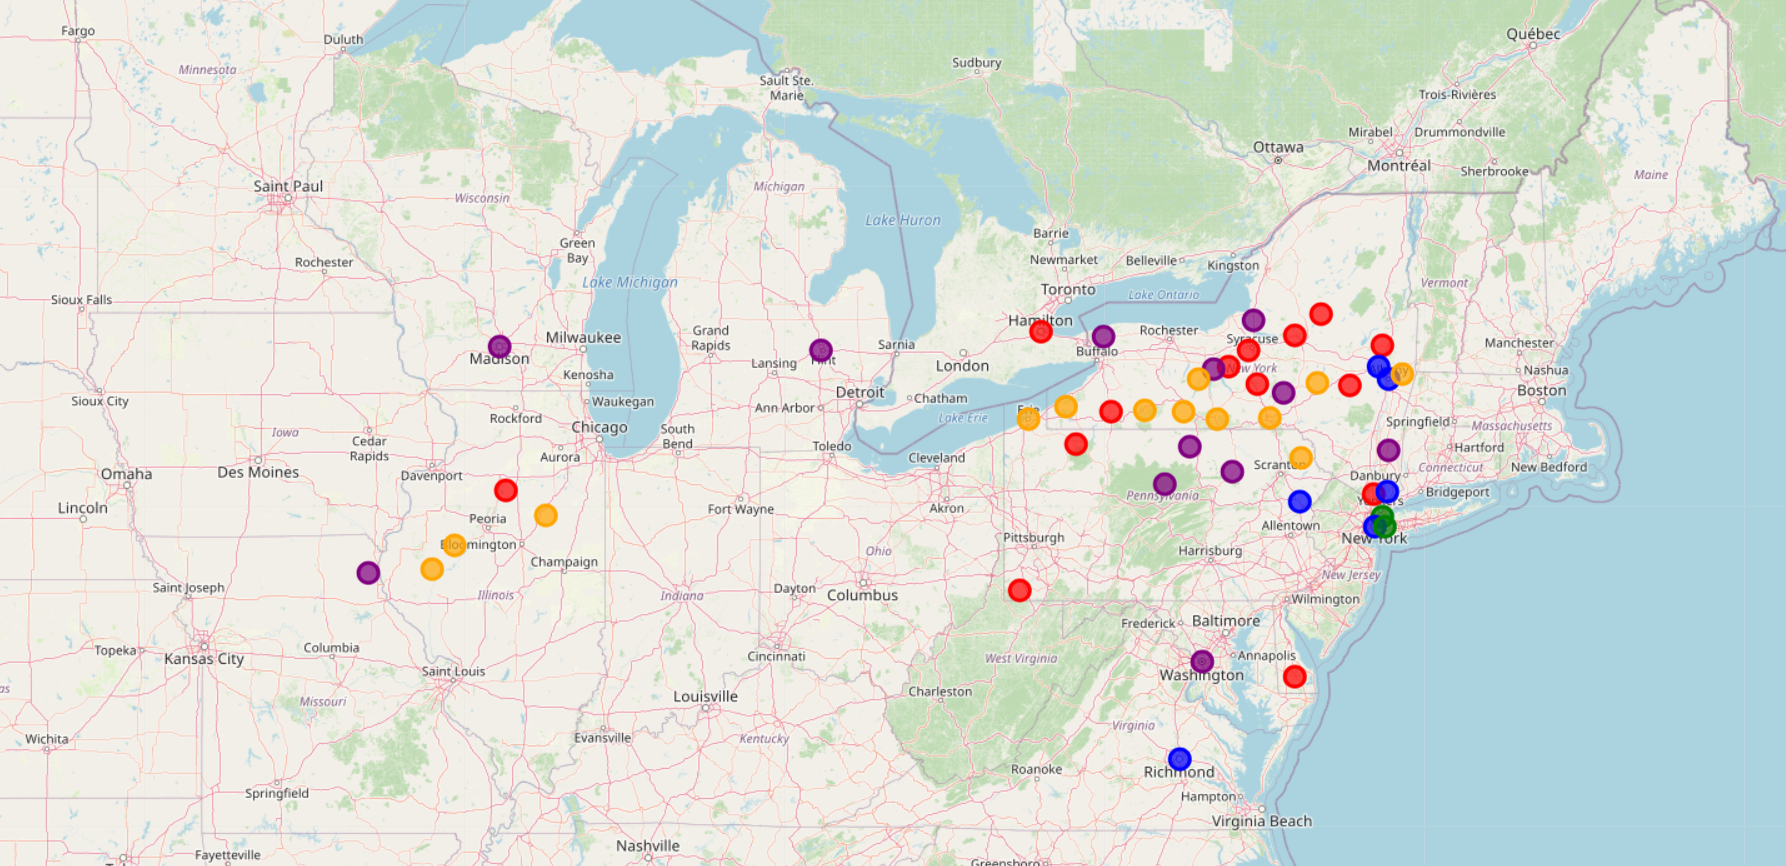 Fargo
Duluth
Québec
Minnesota
Sudbury
Sault Ste.
Marie
Trois-Rivières
Mirabel
Drummondville
Ottawa
Montréal
Sherbrooke
Saint Paul
Michigan
Maine
Wisconsin
Lake Huron
Green
Bay
Barrie
Rochester
Newmarket
Belleville
Kingston
Lake Michigan
Vermont
Toronto
Lake Ontario
Sioux Falls
Hamilton
Grand
Rapids
Rochester
Milwaukee
Syracuse
Manchester
Sarnia
Buffalo
Madison
Lansing
London
New York
Nashua
Kenosha
Detroit
Boston
Sioux City
Waukegan
Chatham
Ann Arbor
Erie
Rockford
Lake Erie
Springfield
Massachusetts
Chicago
South
Bend
Iowa
Cedar
Rapids
Toledo
Hartford
Aurora
Cleveland
Scranton
Connecticut
New Bedford
Omaha
Des Moines
Davenport
Danbury
Bridgeport
Pennsylvania
Lincoln
Fort Wayne
Akron
Peoria
Allentown
Pittsburgh
New York
Bloomington
Ohio
Harrisburg
Champaign
New Jersey
Saint Joseph
Illinois
Indiana
Dayton
Columbus
Wilmington
Frederick
Baltimore
Columbia
Topeka
Kansas City
Cincinnati
West Virginia
Annapolis
Saint Louis
Washington
Charleston
Louisville
Missouri
Virginia
Wichita
Evansville
Kentucky
Roanoke
Richmond
Springfield
Hampton
Virginia Beach
Nashville
Fayetteville
Greensboro